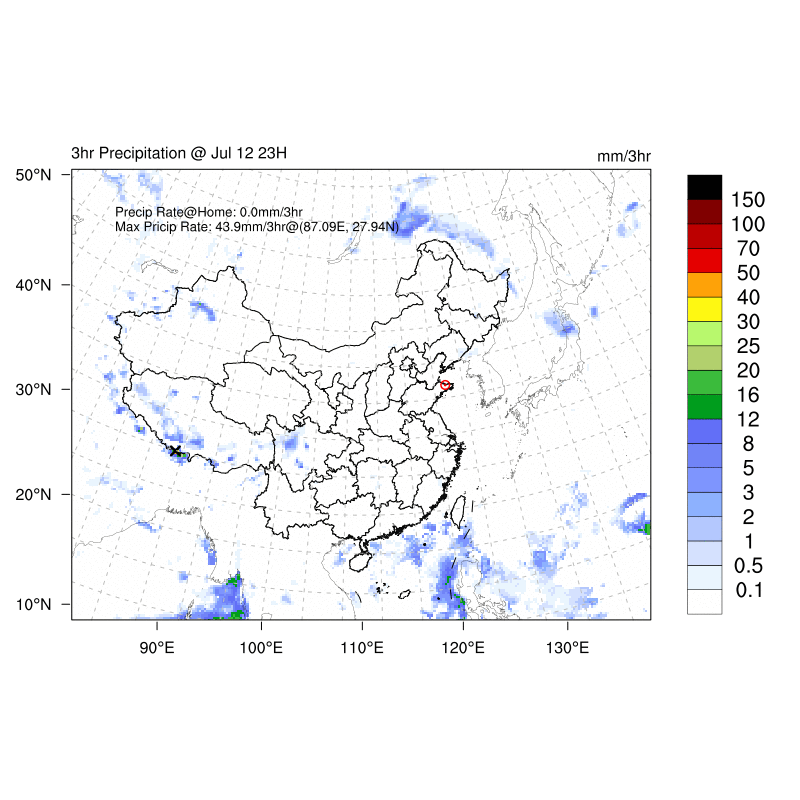 3hr Precipitation @ Jul 12 23H
mm/3hr
Precip Rate@Home: 0.0mm/3hr
Max Pricip Rate: 43.9mm/3hr@(87.09E, 27.94N)
50°N
40°N
30°N
20°N
10°N
90°E
100°E
110°E
120°E
130°E
150
100
70
50
40
30
25
20
16
12
8
5
3
2
1
0.5
0.1